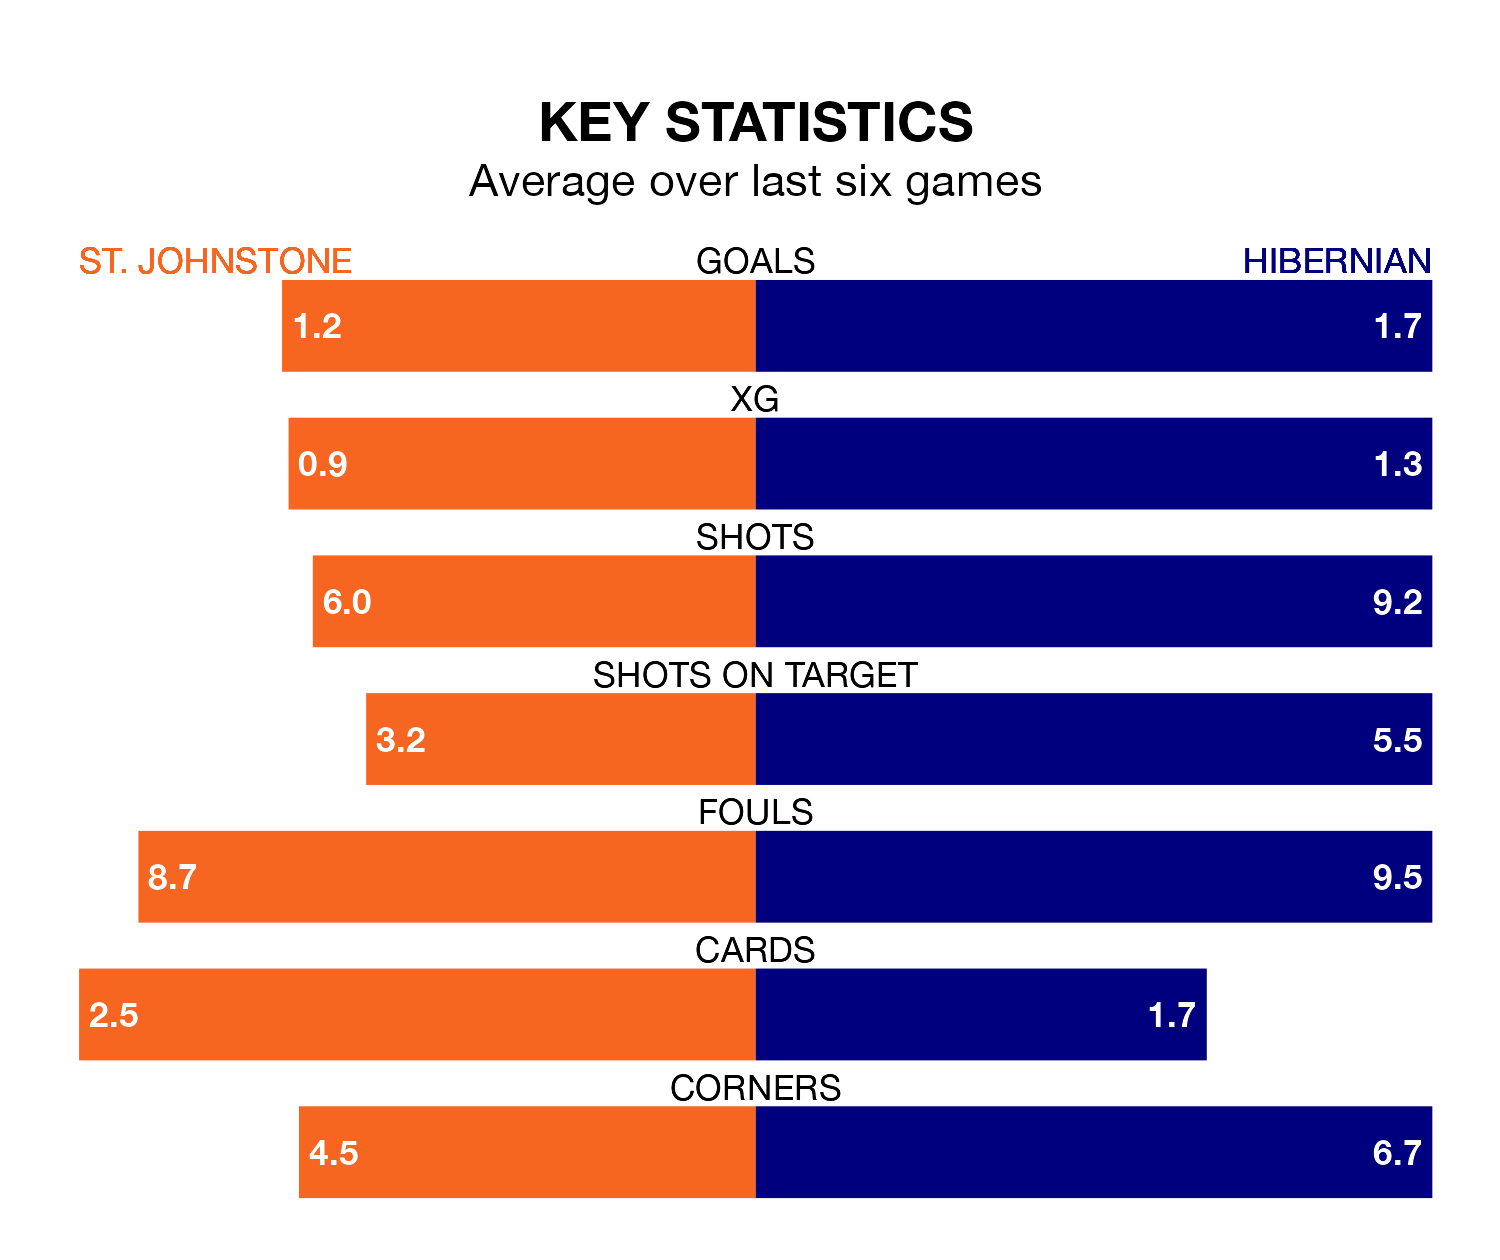 KEY STATISTICS
Average over last six games
ST. JOHNSTONE GOALS HIBERNIAN
1.2 1.7
XG
0.9 1.3
SHOTS
6.0 9.2
SHOTS ON TARGET
3.2 5.5
FOULS
8.7 9.5
CARDS
2.5 1.7
CORNERS
4.5 6.7